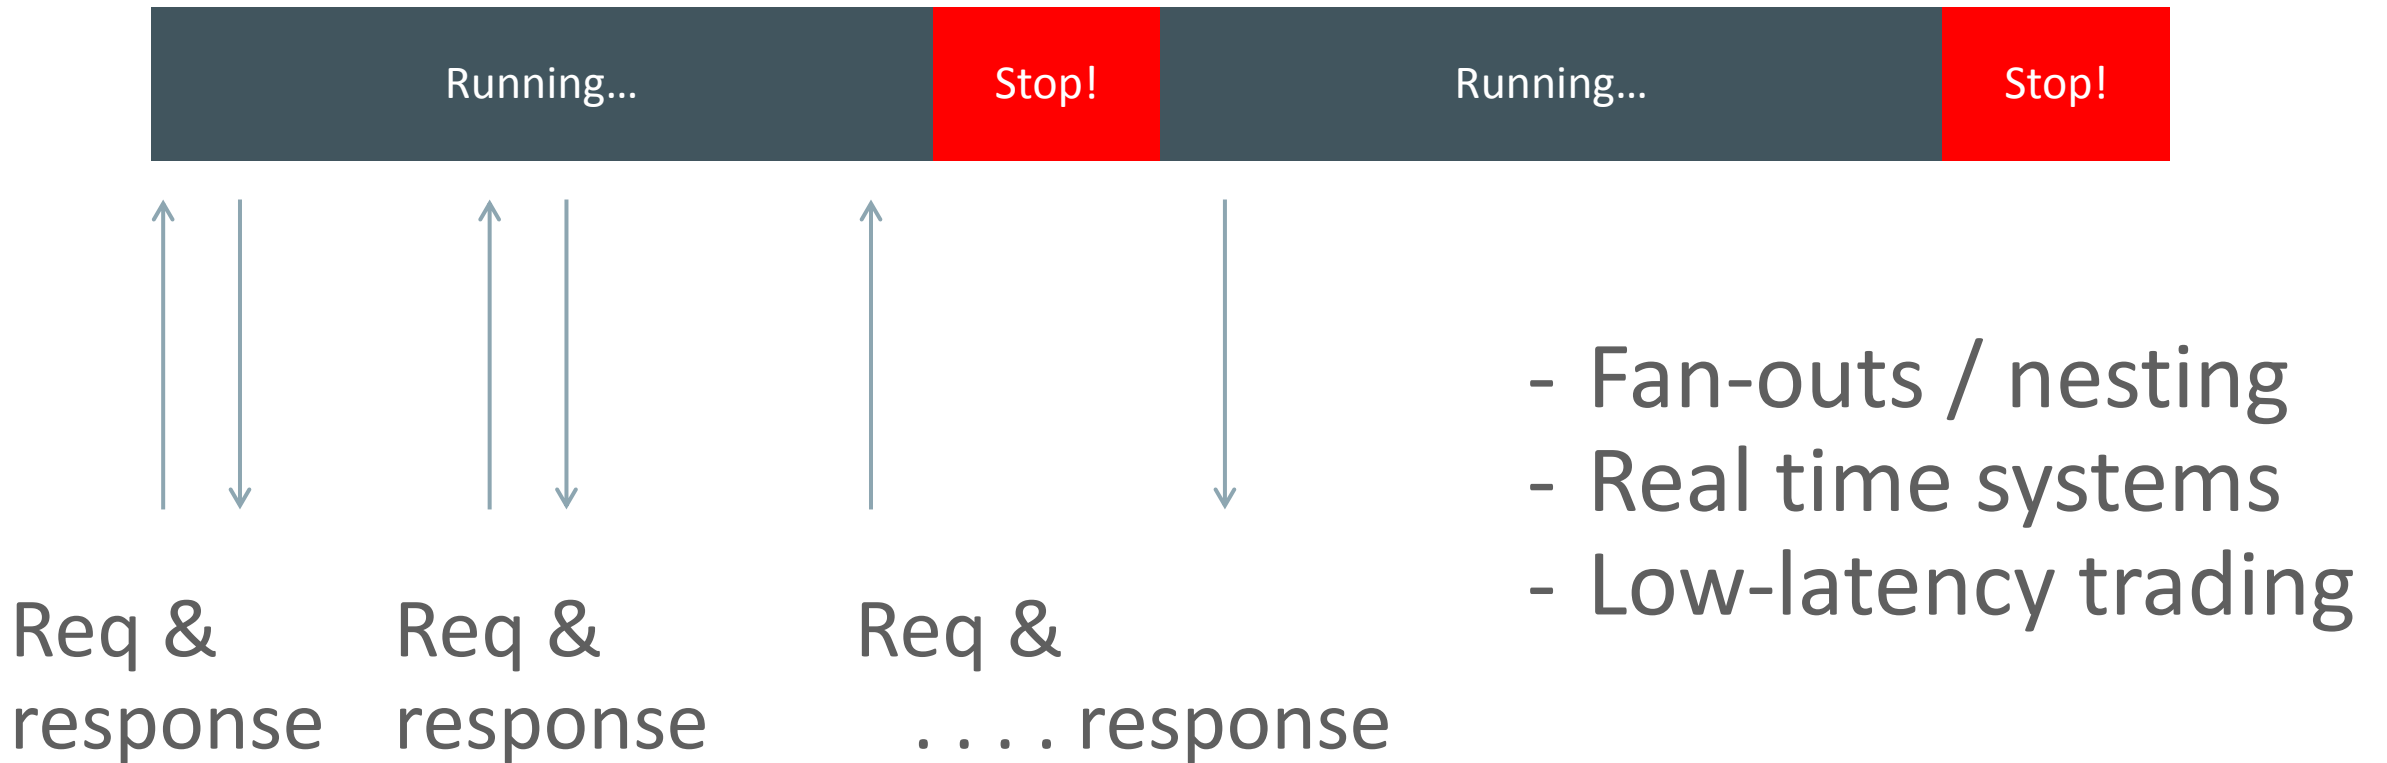 Running...
Stop!
Running...
Stop!
- Fan-outs / nesting
- Real time systems
- Low-latency trading
Req &
response
Req &
response
Req &
. . . . response